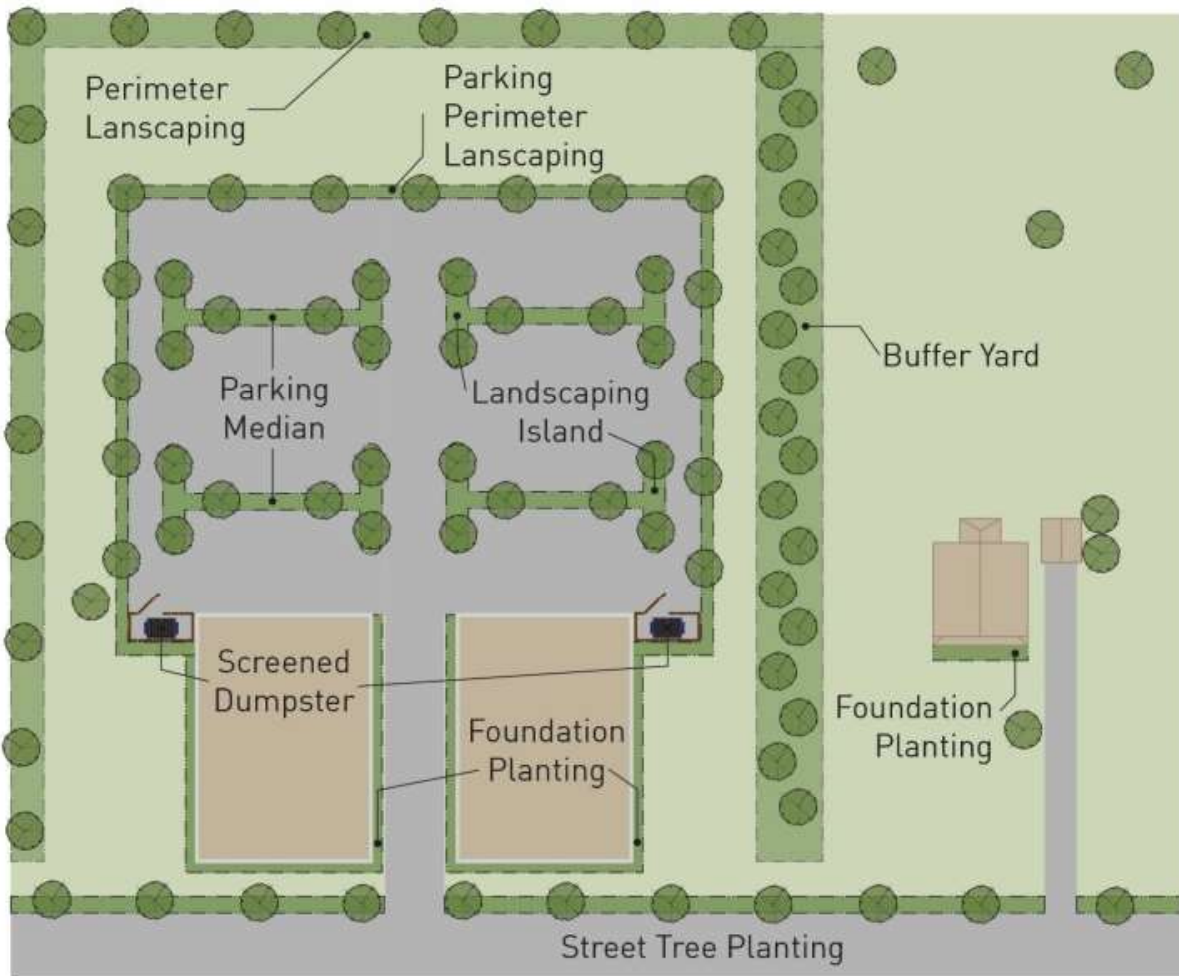 Perimeter
Lanscaping
Parking
Perimeter
Lanscaping
Buffer Yard
Parking
Median
Landscaping
Island
Screened
Dumpster
Foundation
Planting
Foundation
Planting
Street Tree Planting